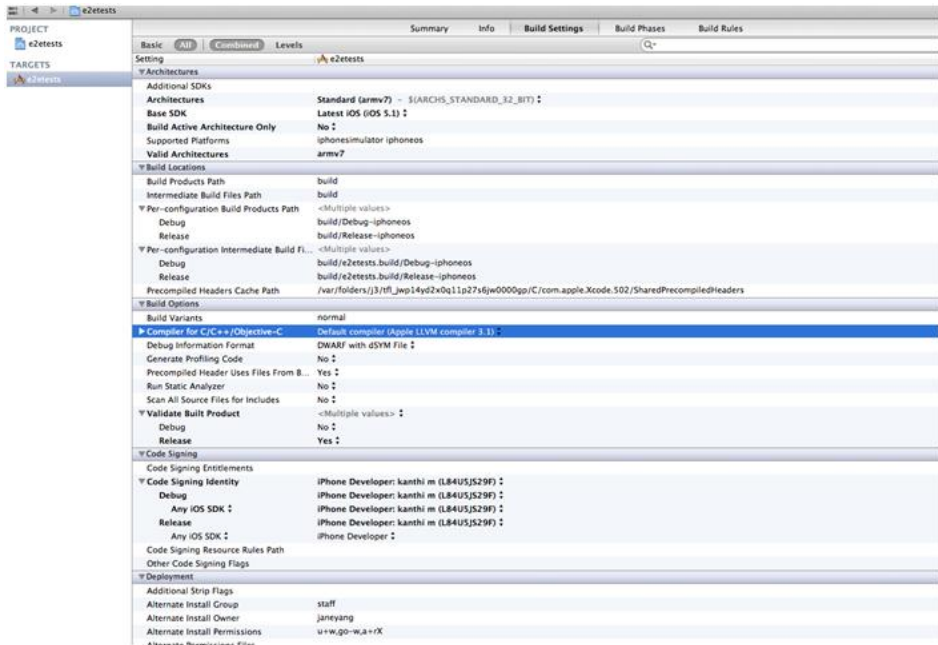 e2etests
PROJECT
e2etests
TARGETS
e2etests
Summary Info Build Settings Build Phases Build Rules
Basic All Combined Levels
Setting e2etests
Architectures
Additional SDKs
Architectures Standard (armv7) - $(ARCHS_STANDARD_32_BIT)
Base SDK Latest iOS (iOS 5.1)
Build Active Architecture Only No
Supported Platforms iphonesimulator iphoneos
Valid Architectures armv7
Build Locations
Build Products Path build
Intermediate Build Files Path build
Per-configuration Build Products Path <Multiple values>
Debug build/Debug-iphoneos
Release build/Release-iphoneos
Per-configuration Intermediate Build Fi... <Multiple values>
Debug build/e2etests.build/Debug-iphoneos
Release build/e2etests.build/Release-iphoneos
Precompiled Headers Cache Path
Build Options
Build Variants normal
Compiler for C/C++/Objective-C Default compiler (Apple LLVM compiler 3.1)
Debug Information Format DWARF with dSYM File
Generate Profiling Code No
Precompiled Header Uses Files From B... Yes
Run Static Analyzer No
Scan All Source Files for Includes No
Validate Built Product <Multiple values>
Debug No
Release Yes
Code Signing
Code Signing Entitlements
Code Signing Identity iPhone Developer: kanthi m (L84U5JS29F)
Debug iPhone Developer: kanthi m (L84U5JS29F)
Any iOS SDK iPhone Developer: kanthi m (L84U5JS29F)
Release iPhone Developer: kanthi m (L84U5JS29F)
Any iOS SDK iPhone Developer
Code Signing Resource Rules Path
Other Code Signing Flags
Deployment
Additional Strip Flags
Alternate Install Group staff
Alternate Install Owner janeyang
Alternate Install Permissions u+w,go-w,a+rX
Alternate Permissions Files